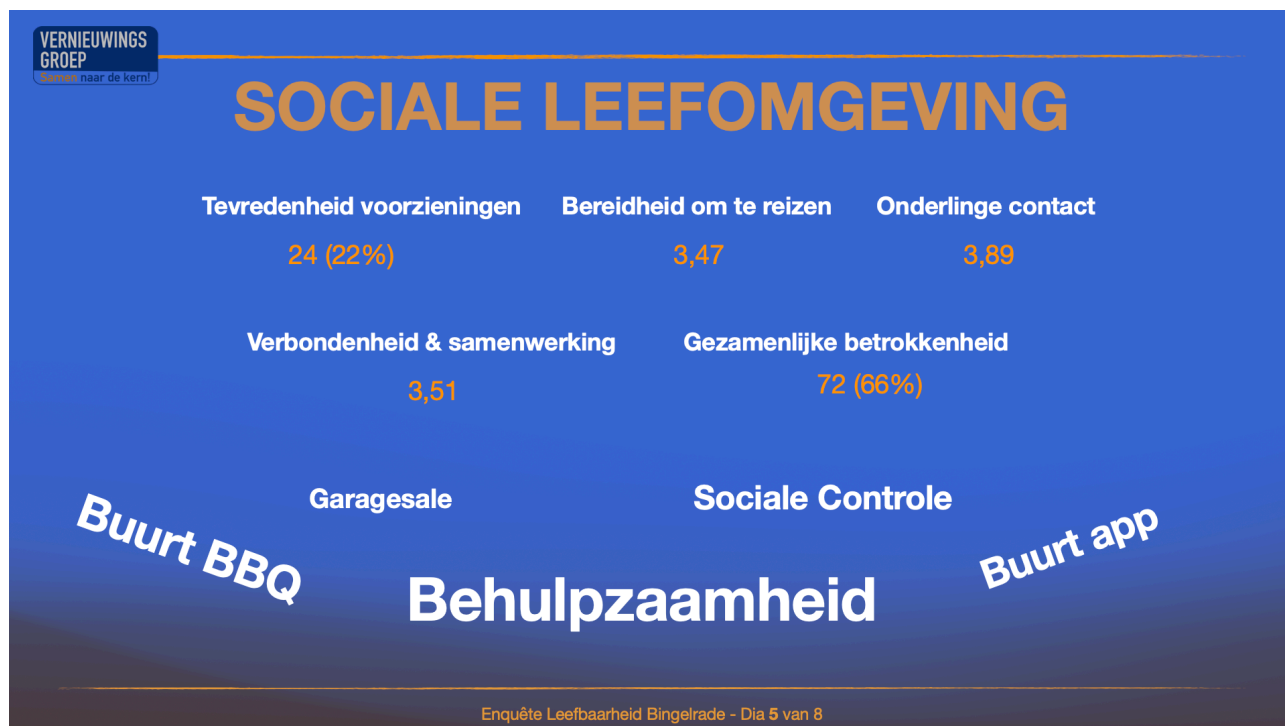 VERNIEUWINGS
GROEP
Samen naar de kern!
SOCIALE LEEFOMGEVING
Tevredenheid voorzieningen Bereidheid om te reizen Onderlinge contact
24 (22%) 3,47 3,89
Verbondenheid & samenwerking Gezamenlijke betrokkenheid
3,51 72 (66%)
Garagesale Sociale Controle
Buurt BBQ Buurt app
Behulpzaamheid
Enquête Leefbaarheid Bingelrade - Dia 5 van 8